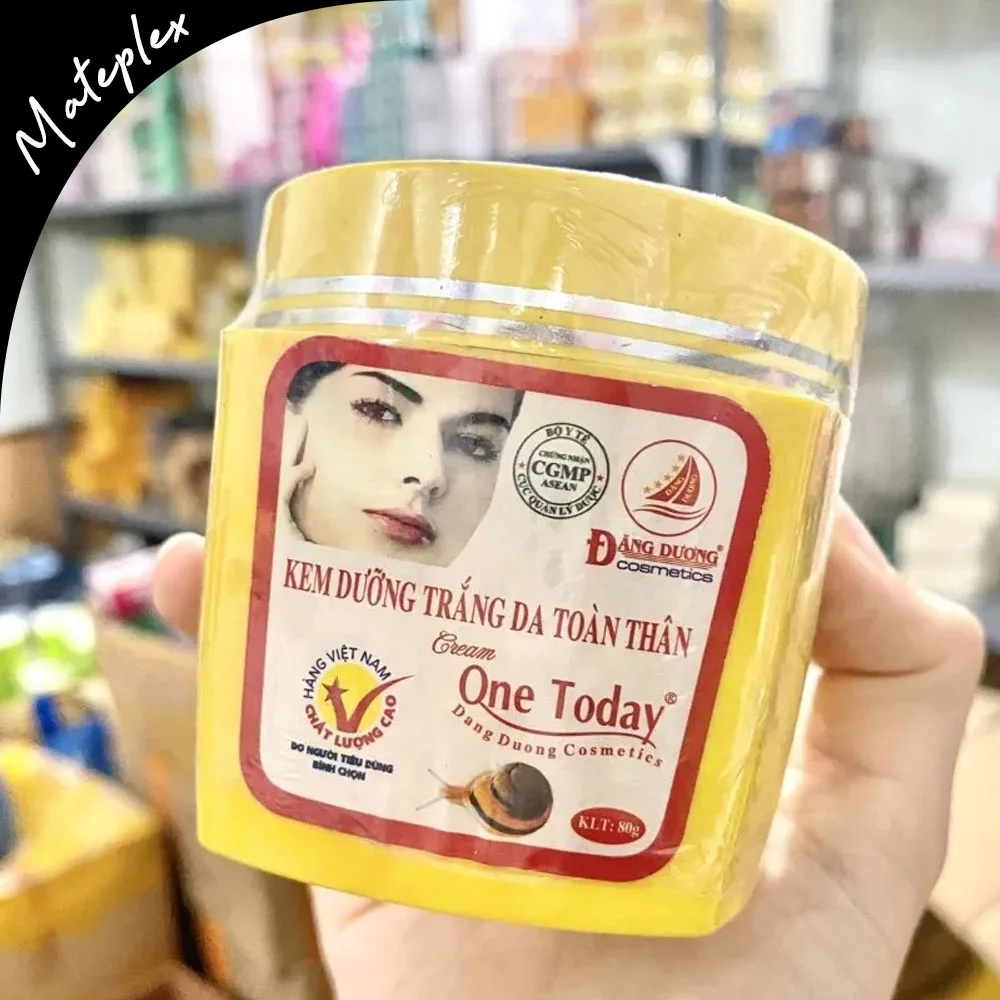 Mateplex
BỘ Y TẾ
CHỨNG NHẬN
CGMP
ASEAN
CỤC QUẢN LÝ DƯỢC
ĐĂNG DƯƠNG
ĐĂNG DƯƠNG®
cosmetics
KEM DƯỠNG TRẮNG DA TOÀN THÂN
Cream
One Today®
Dang Duong Cosmetics
HÀNG VIỆT NAM
CHẤT LƯỢNG CAO
DO NGƯỜI TIÊU DÙNG
BÌNH CHỌN
KLT: 80g